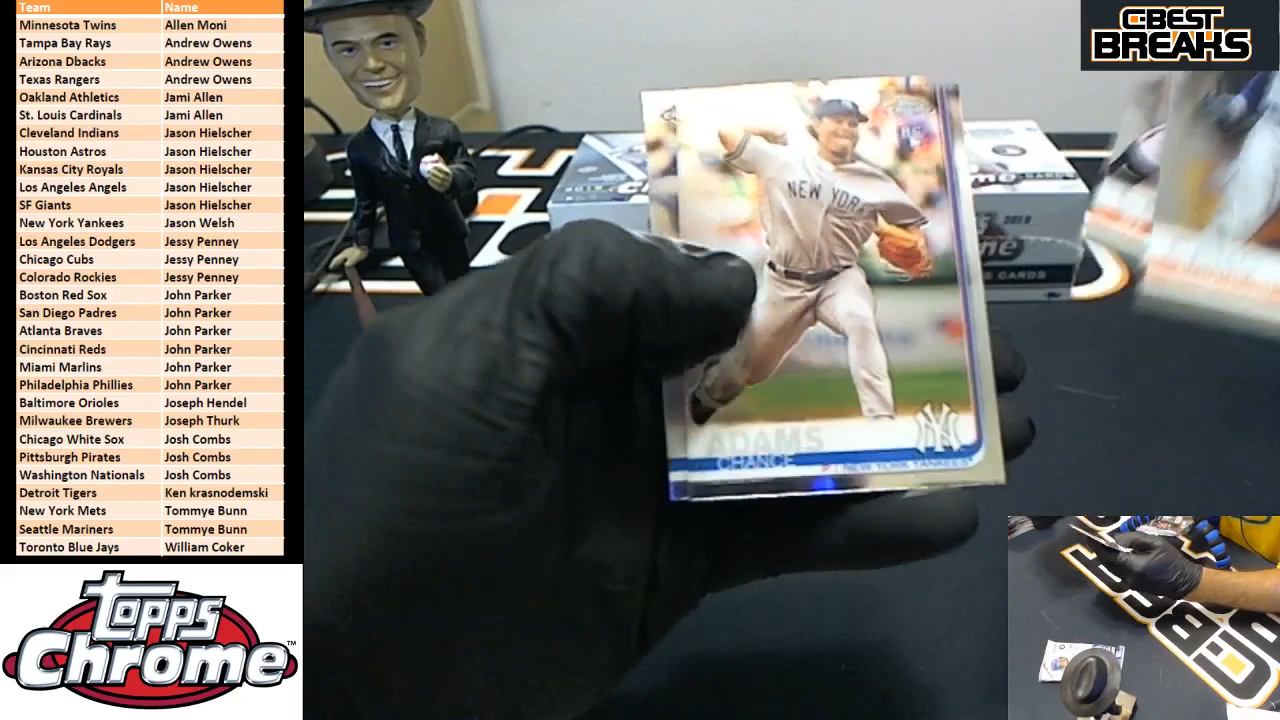 Team Name
Minnesota Twins Allen Moni
Tampa Bay Rays Andrew Owens
Arizona Dbacks Andrew Owens
Texas Rangers Andrew Owens
Oakland Athletics Jami Allen
St. Louis Cardinals Jami Allen
Cleveland Indians Jason Hielscher
Houston Astros Jason Hielscher
Kansas City Royals Jason Hielscher
Los Angeles Angels Jason Hielscher
SF Giants Jason Hielscher
New York Yankees Jason Welsh
Los Angeles Dodgers Jessy Penney
Chicago Cubs Jessy Penney
Colorado Rockies Jessy Penney
Boston Red Sox John Parker
San Diego Padres John Parker
Atlanta Braves John Parker
Cincinnati Reds John Parker
Miami Marlins John Parker
Philadelphia Phillies John Parker
Baltimore Orioles Joseph Hendel
Milwaukee Brewers Joseph Thurk
Chicago White Sox Josh Combs
Pittsburgh Pirates Josh Combs
Washington Nationals Josh Combs
Detroit Tigers Ken krasnodemski
New York Mets Tommye Bunn
Seattle Mariners Tommye Bunn
Toronto Blue Jays William Coker
Topps
Chrome™
C-BEST
BREAKS
NEW YORK
ADAMS
CHANCE
NEW YORK YANKEES
NY
2019
CARDS